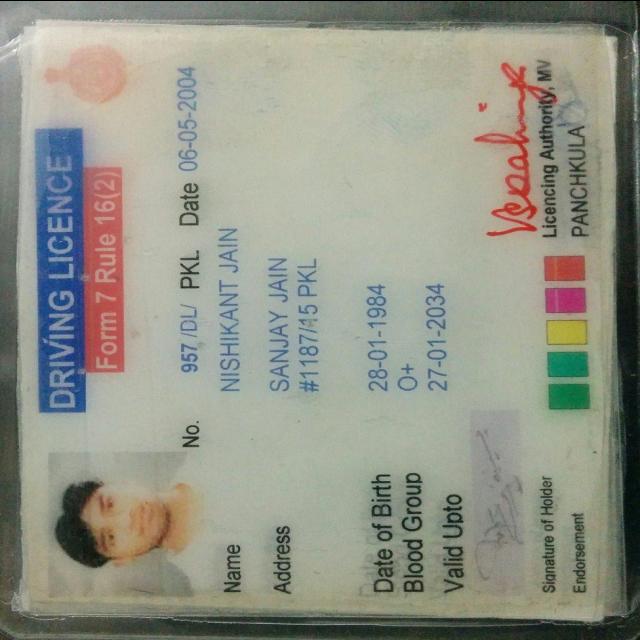 DRIVING LICENCE
Form 7 Rule 16(2)
No. 957 /DL/ PKL Date 06-05-2004
Name NISHIKANT JAIN
SANJAY JAIN
Address #1187/15 PKL
Date of Birth 28-01-1984
Blood Group O+
Valid Upto 27-01-2034
Signature of Holder
Licencing Authority, MV
Endorsement
PANCHKULA